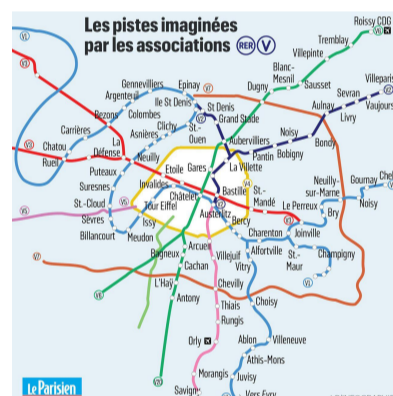 Les pistes imaginées
par les associations RER V
Roissy CDG
Tremblay
Villepinte
Blanc-
Mesnil
Sausset
Dugny
Villeparis
Sevran
Vaujours
Aulnay
Livry
Gennevilliers
Epinay
Argenteuil
Ile St Denis
St Denis
Grand Stade
Bezons
Colombes
Clichy
St.-
Ouen
Carrières
Asnières
Aubervilliers
Noisy
Bondy
Chatou
La
Défense
Neuilly
Pantin
Bobigny
Rueil
Puteaux
Etoile
Gares
La Villette
Suresnes
Invalides
Bastille
St.-
Mandé
Neuilly-
sur-Marne
Gournay
Chel
St.-Cloud
Châtelet
Le Perreux
Noisy
Tour Eiffel
Austerlitz
Bercy
Bry
Sèvres
Issy
Charenton
Joinville
Billancourt
Meudon
Arcueil
Bagneux
Villejuif
Alfortville
St.-
Maur
Champigny
Cachan
Vitry
L'Haÿ
Chevilly
Antony
Thiais
Choisy
Rungis
Orly
Ablon
Villeneuve
Athis-Mons
Morangis
Juvisy
Savigny
Vers Evry
Le Parisien